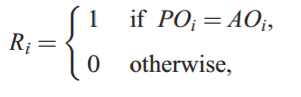 R_i = { 1 if PO_i = AO_i,
0 otherwise,